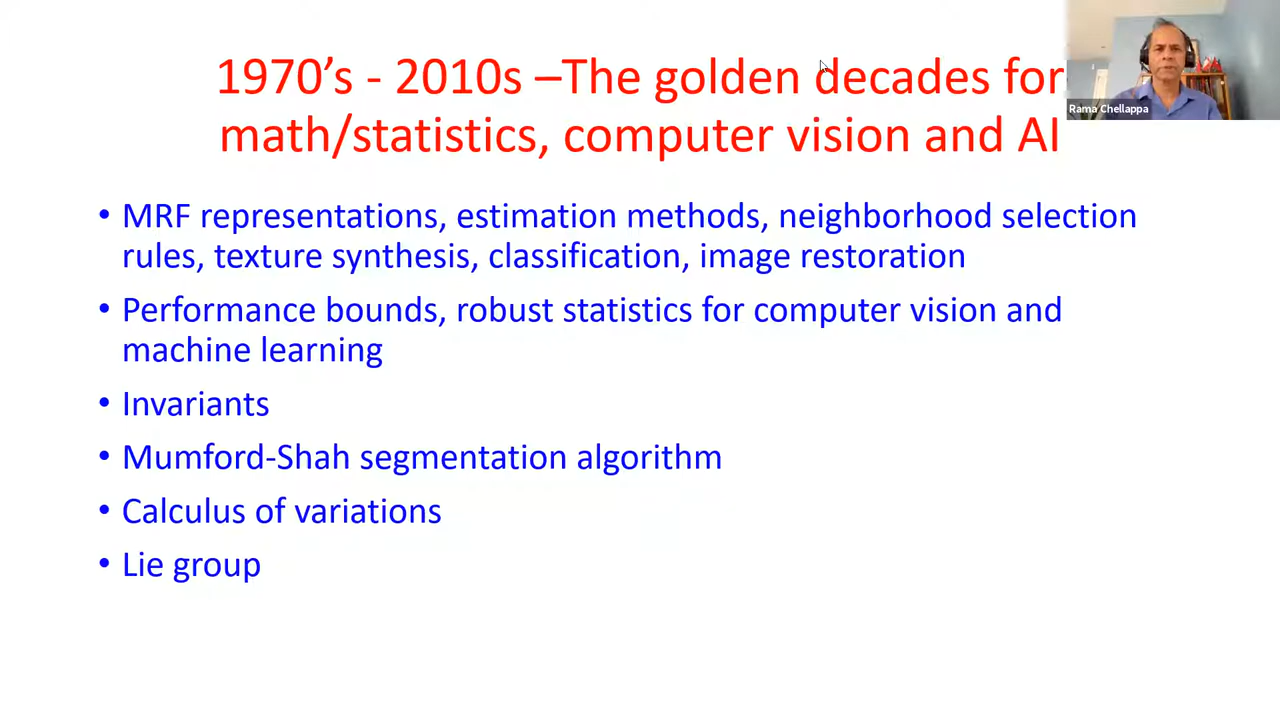 1970's - 2010s –The golden decades for
math/statistics, computer vision and AI
Rama Chellappa
• MRF representations, estimation methods, neighborhood selection
rules, texture synthesis, classification, image restoration
• Performance bounds, robust statistics for computer vision and
machine learning
• Invariants
• Mumford-Shah segmentation algorithm
• Calculus of variations
• Lie group